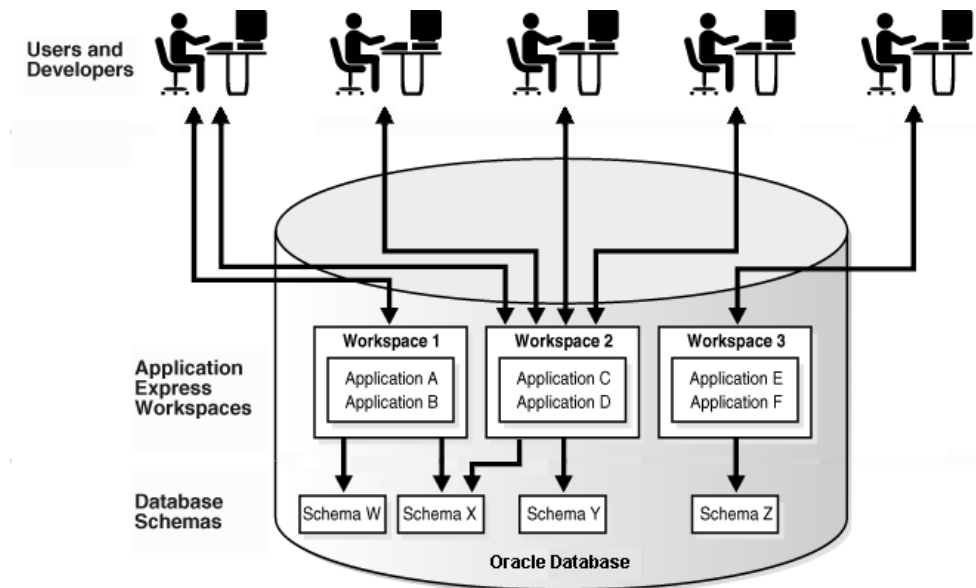 Users and
Developers
Workspace 1
Workspace 2
Workspace 3
Application A
Application B
Application C
Application D
Application E
Application F
Application
Express
Workspaces
Database
Schemas
Schema W
Schema X
Schema Y
Schema Z
Oracle Database